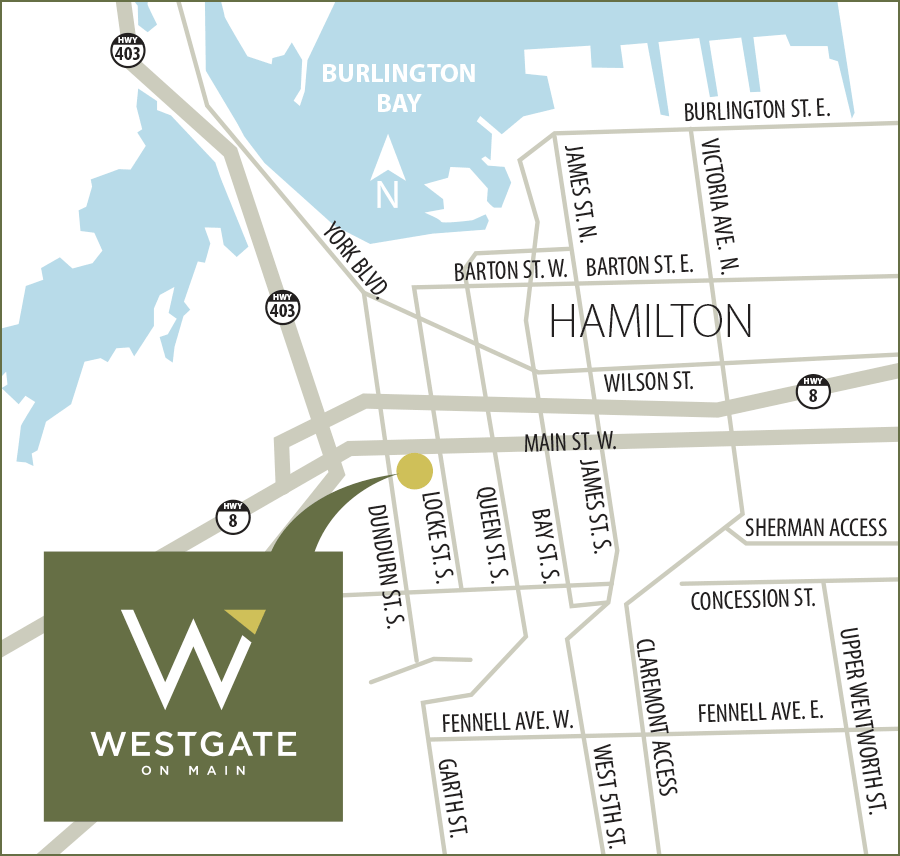 HWY
403
BURLINGTON
BAY
N
BURLINGTON ST. E.
JAMES ST. N.
VICTORIA AVE. N.
YORK BLVD.
BARTON ST. W.
BARTON ST. E.
HWY
403
HAMILTON
WILSON ST.
HWY
8
MAIN ST. W.
HWY
8
DUNDURN ST. S.
LOCKE ST. S.
QUEEN ST. S.
BAY ST. S.
JAMES ST. S.
SHERMAN ACCESS
CONCESSION ST.
CLAREMONT ACCESS
UPPER WENTWORTH ST.
WESTGATE
ON MAIN
FENNELL AVE. W.
FENNELL AVE. E.
GARTH ST.
WEST 5TH ST.